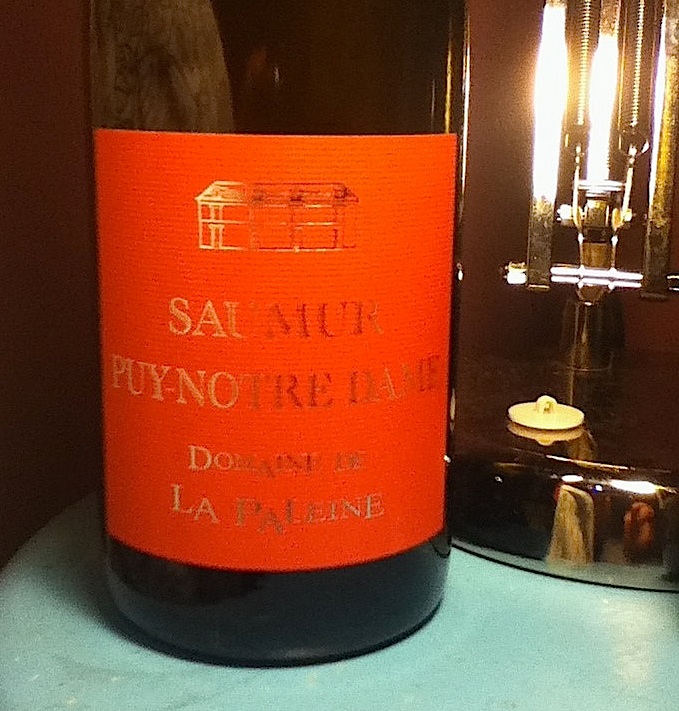 SAUMUR
PUY-NOTRE DAME
DOMAINE DE
LA PALEINE